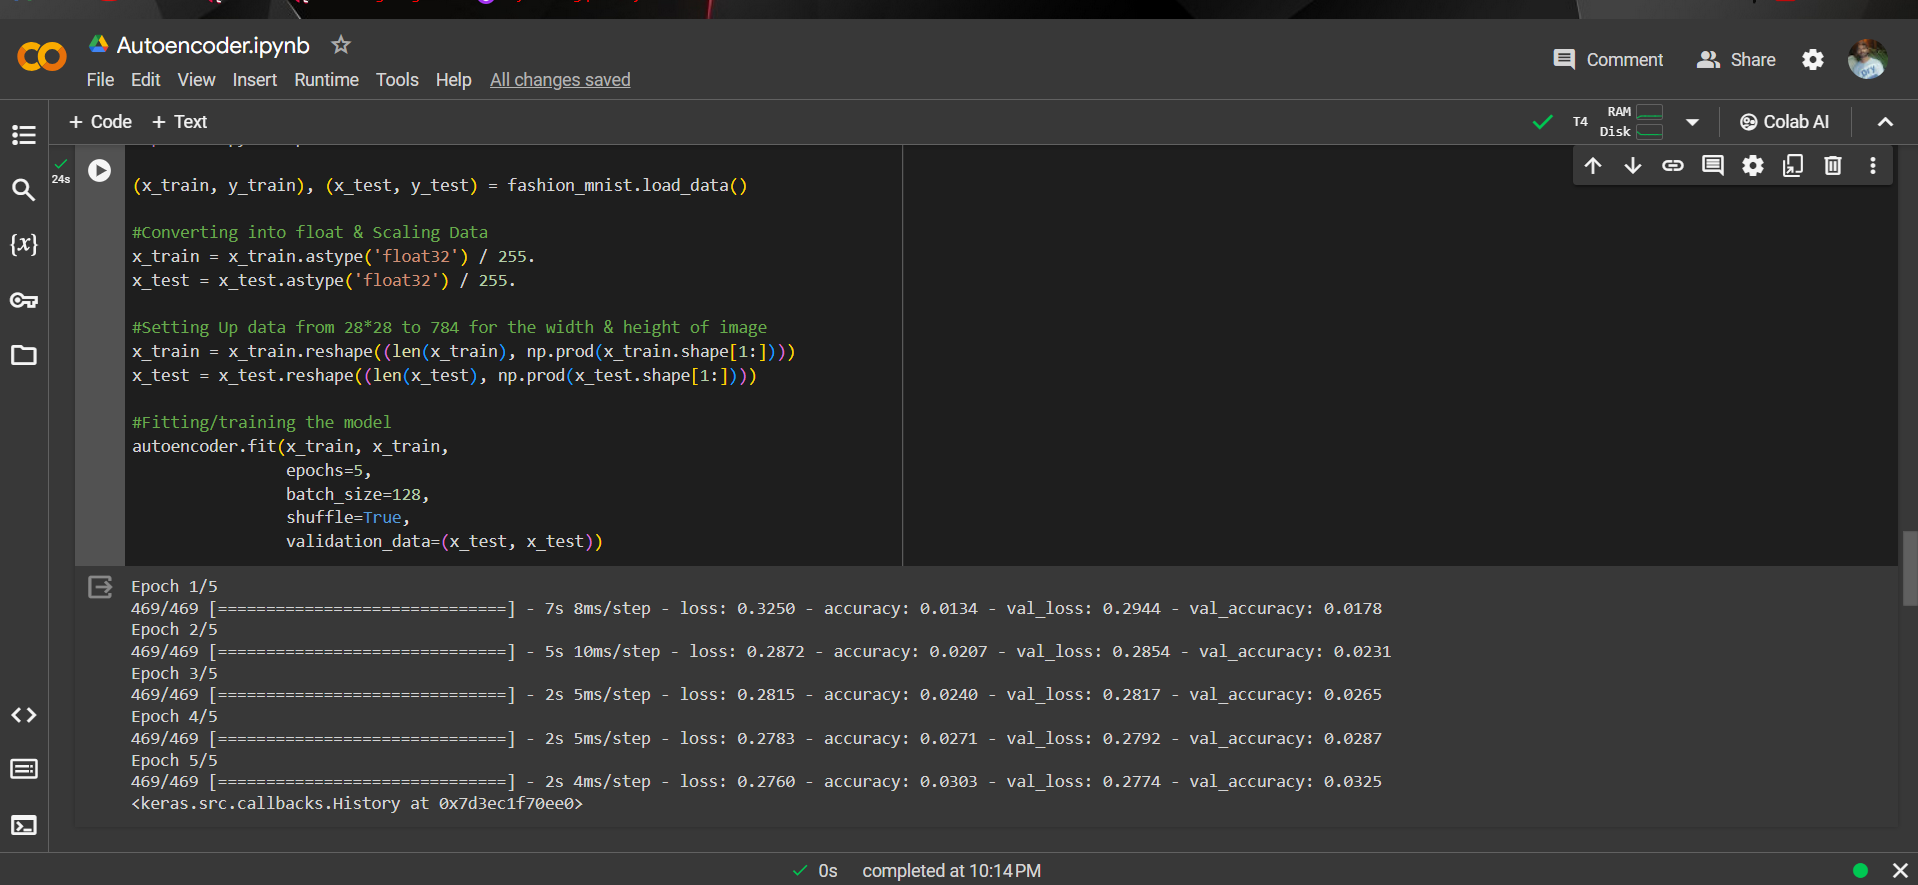 Autoencoder.ipynb
File Edit View Insert Runtime Tools Help All changes saved
Comment Share
+ Code + Text
T4 RAM Disk Colab AI
24s
(x_train, y_train), (x_test, y_test) = fashion_mnist.load_data()
#Converting into float & Scaling Data
x_train = x_train.astype('float32') / 255.
x_test = x_test.astype('float32') / 255.
#Setting Up data from 28*28 to 784 for the width & height of image
x_train = x_train.reshape((len(x_train), np.prod(x_train.shape[1:])))
x_test = x_test.reshape((len(x_test), np.prod(x_test.shape[1:])))
#Fitting/training the model
autoencoder.fit(x_train, x_train,
epochs=5,
batch_size=128,
shuffle=True,
validation_data=(x_test, x_test))
{x}
Epoch 1/5
469/469 [==============================] - 7s 8ms/step - loss: 0.3250 - accuracy: 0.0134 - val_loss: 0.2944 - val_accuracy: 0.0178
Epoch 2/5
469/469 [==============================] - 5s 10ms/step - loss: 0.2872 - accuracy: 0.0207 - val_loss: 0.2854 - val_accuracy: 0.0231
Epoch 3/5
469/469 [==============================] - 2s 5ms/step - loss: 0.2815 - accuracy: 0.0240 - val_loss: 0.2817 - val_accuracy: 0.0265
Epoch 4/5
469/469 [==============================] - 2s 5ms/step - loss: 0.2783 - accuracy: 0.0271 - val_loss: 0.2792 - val_accuracy: 0.0287
Epoch 5/5
469/469 [==============================] - 2s 4ms/step - loss: 0.2760 - accuracy: 0.0303 - val_loss: 0.2774 - val_accuracy: 0.0325
<keras.src.callbacks.History at 0x7d3ec1f70ee0>
0s completed at 10:14 PM